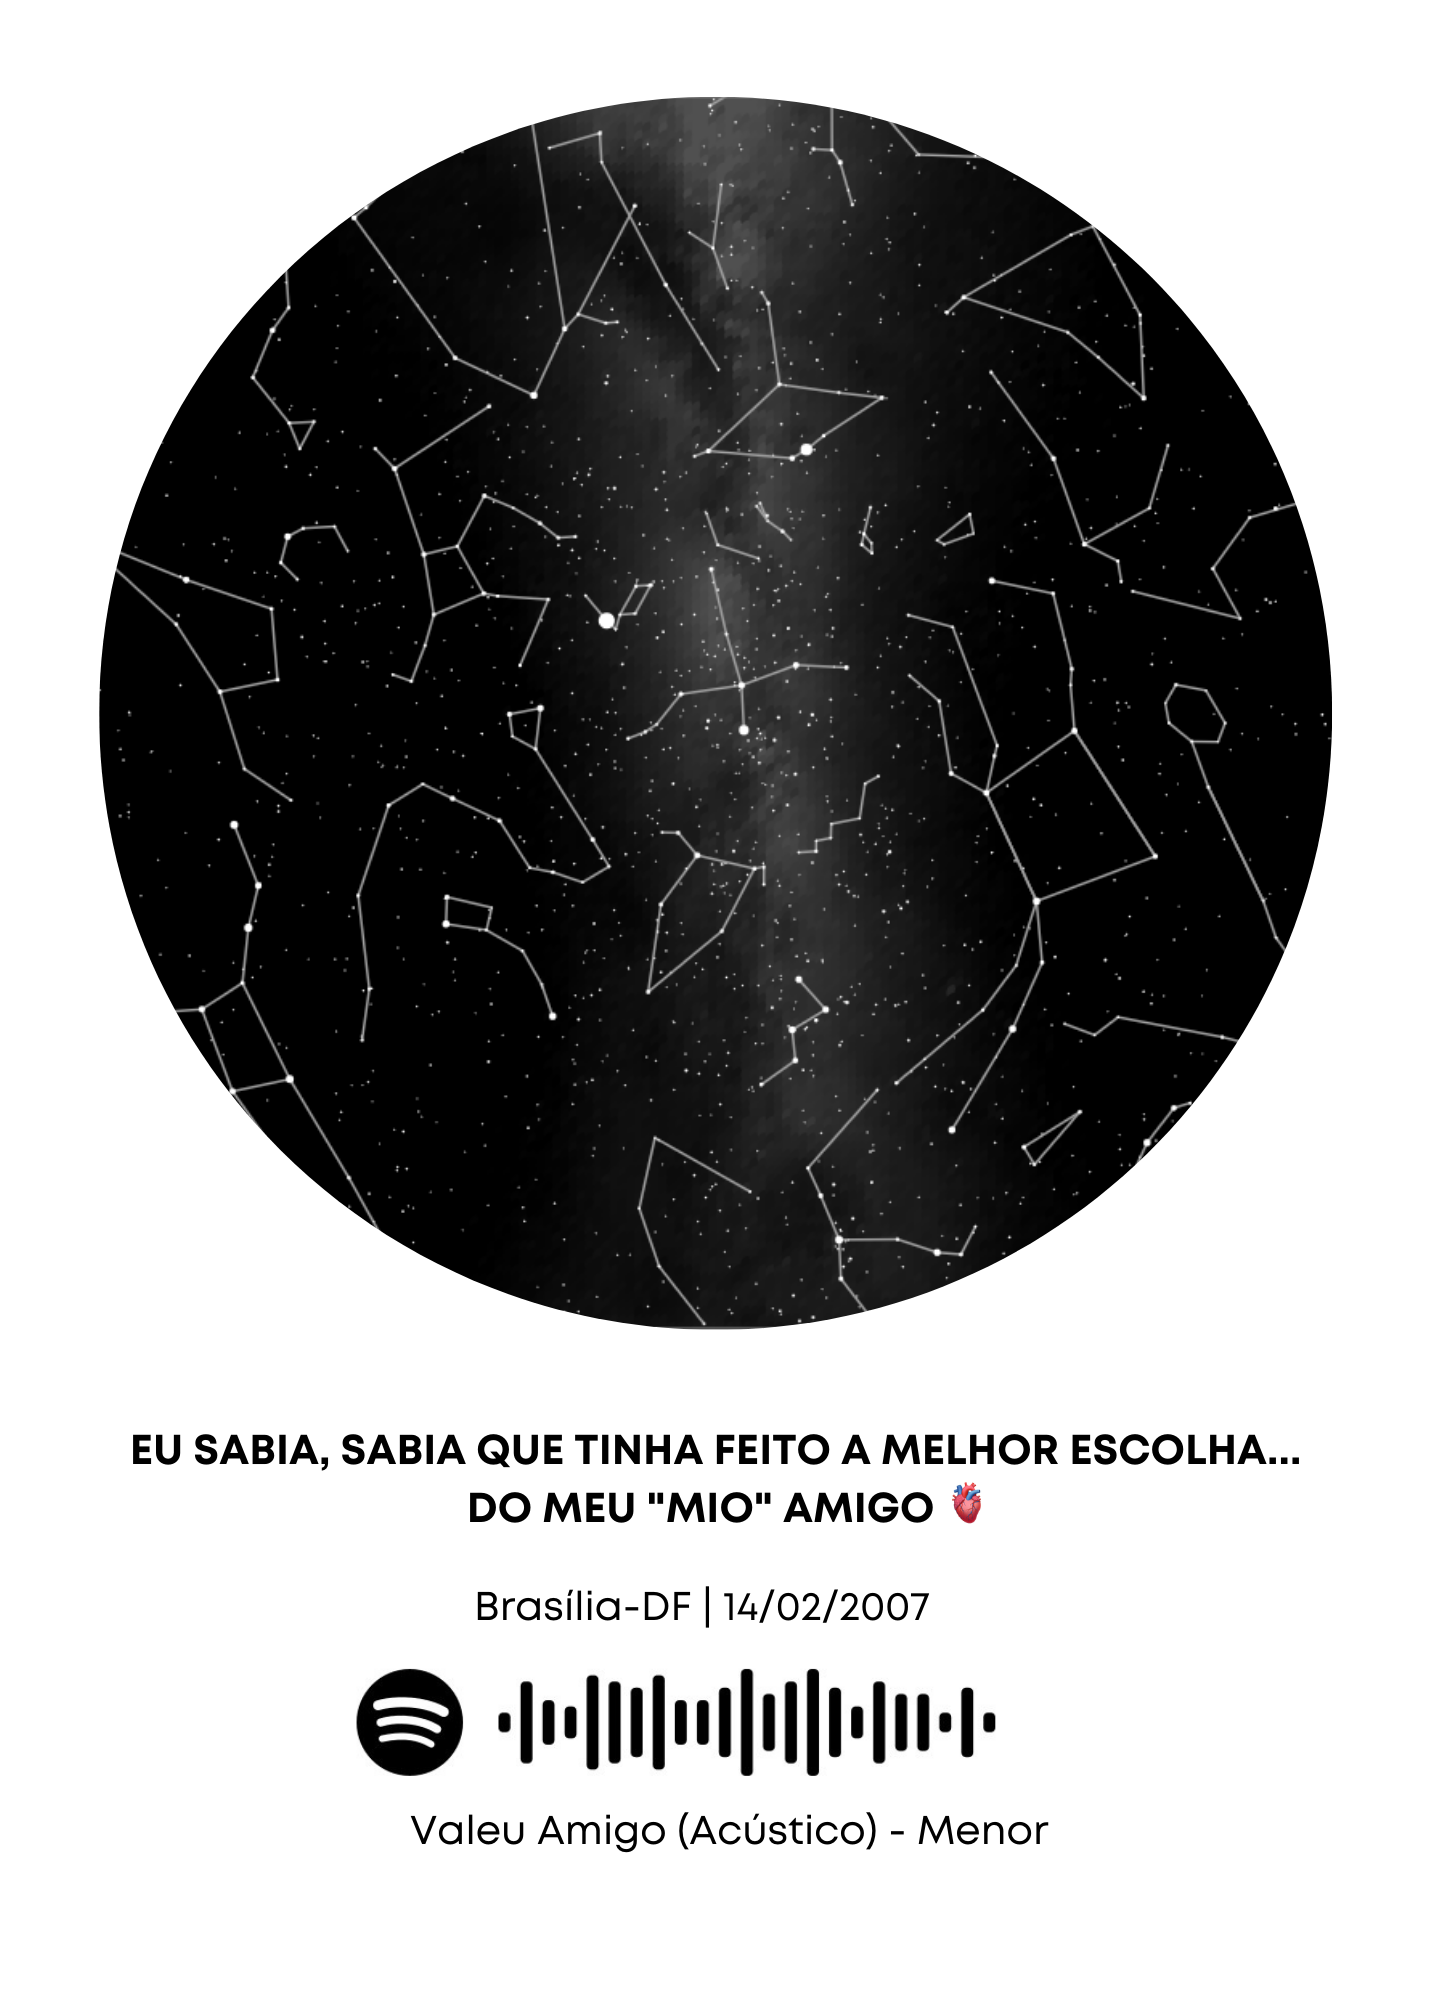 EU SABIA, SABIA QUE TINHA FEITO A MELHOR ESCOLHA...
DO MEU "MIO" AMIGO 🫀
Brasília-DF | 14/02/2007
Valeu Amigo (Acústico) - Menor